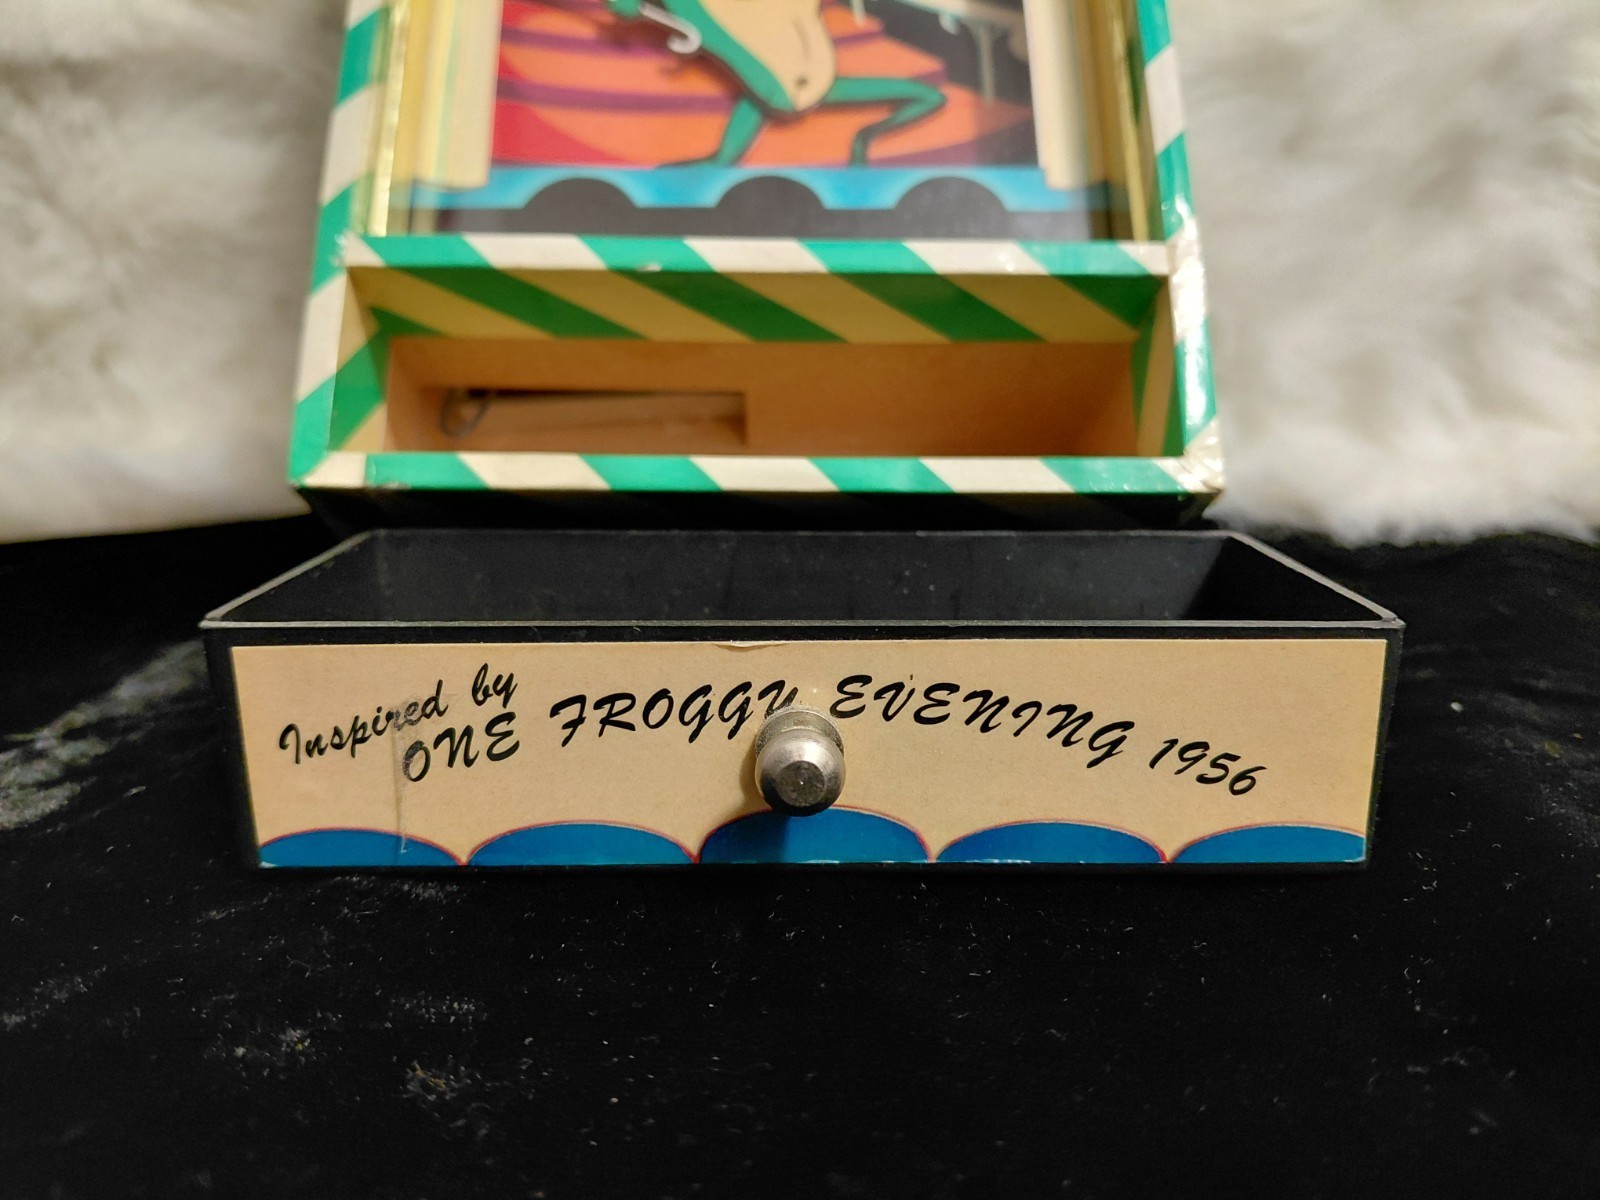 Inspired by
ONE FROGGY EVENING 1956